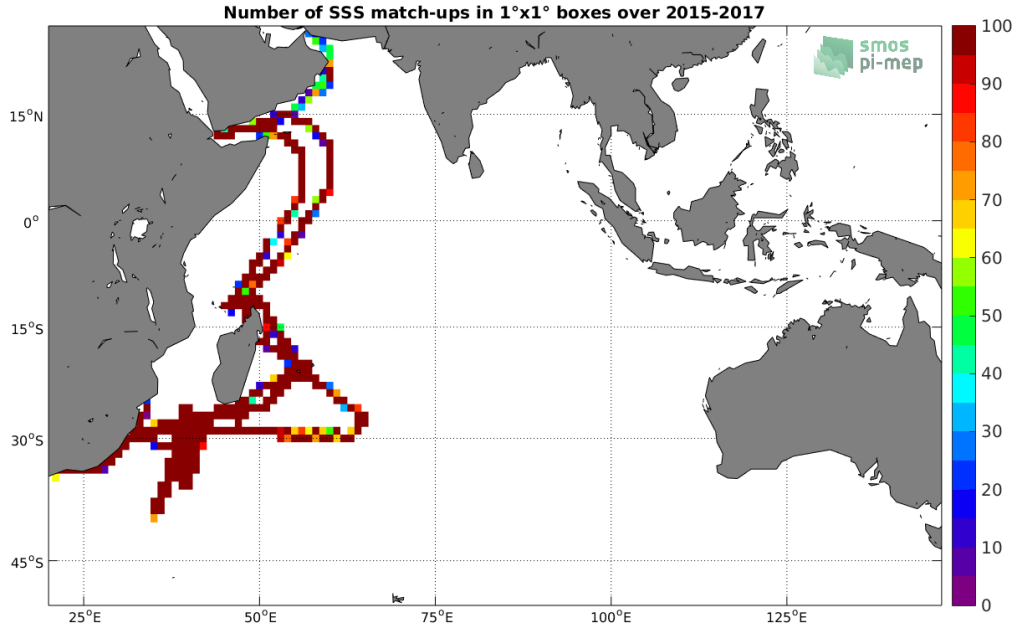 Number of SSS match-ups in 1°x1° boxes over 2015-2017
smos
pi-mep
15°N
0°
15°S
30°S
45°S
25°E
50°E
75°E
100°E
125°E
100
90
80
70
60
50
40
30
20
10
0